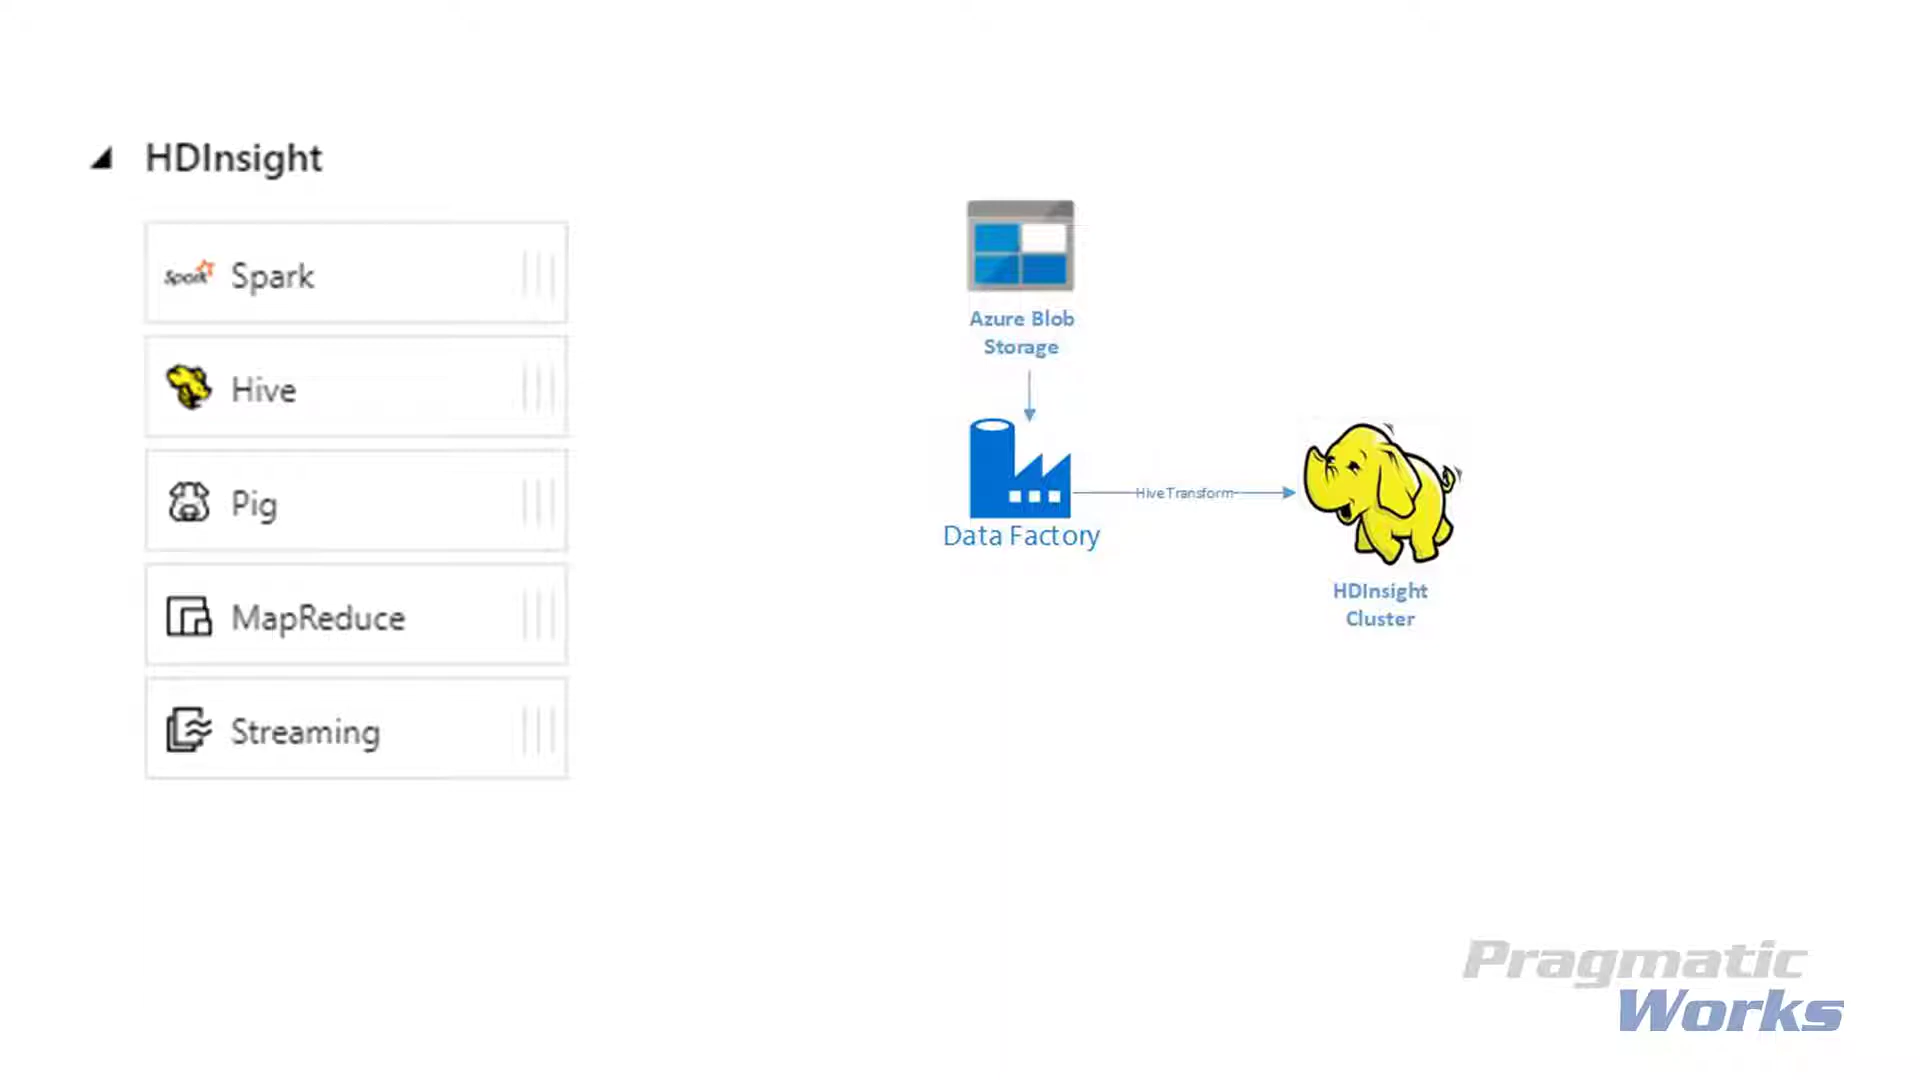 HDInsight
Spark Spark
Hive
Pig
MapReduce
Streaming
Azure Blob
Storage
Data Factory
HiveTransform
HDInsight
Cluster
Pragmatic
Works